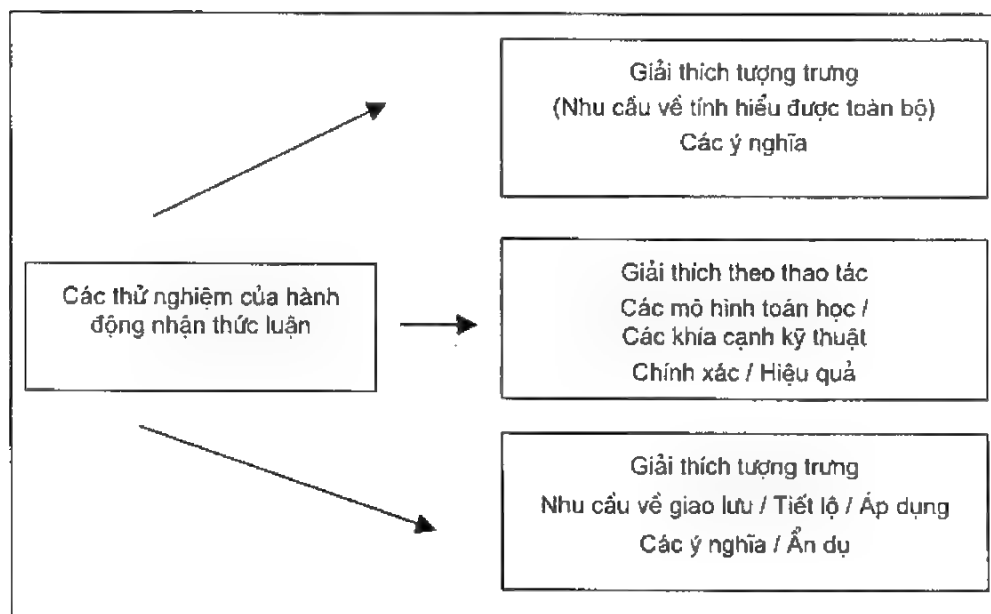 Giải thích tượng trưng
(Nhu cầu về tính hiểu được toàn bộ)
Các ý nghĩa
Các thử nghiệm của hành
động nhận thức luận
Giải thích theo thao tác
Các mô hình toán học /
Các khía cạnh kỹ thuật
Chính xác / Hiệu quả
Giải thích tượng trưng
Nhu cầu về giao lưu / Tiết lộ / Áp dụng
Các ý nghĩa / Ẩn dụ